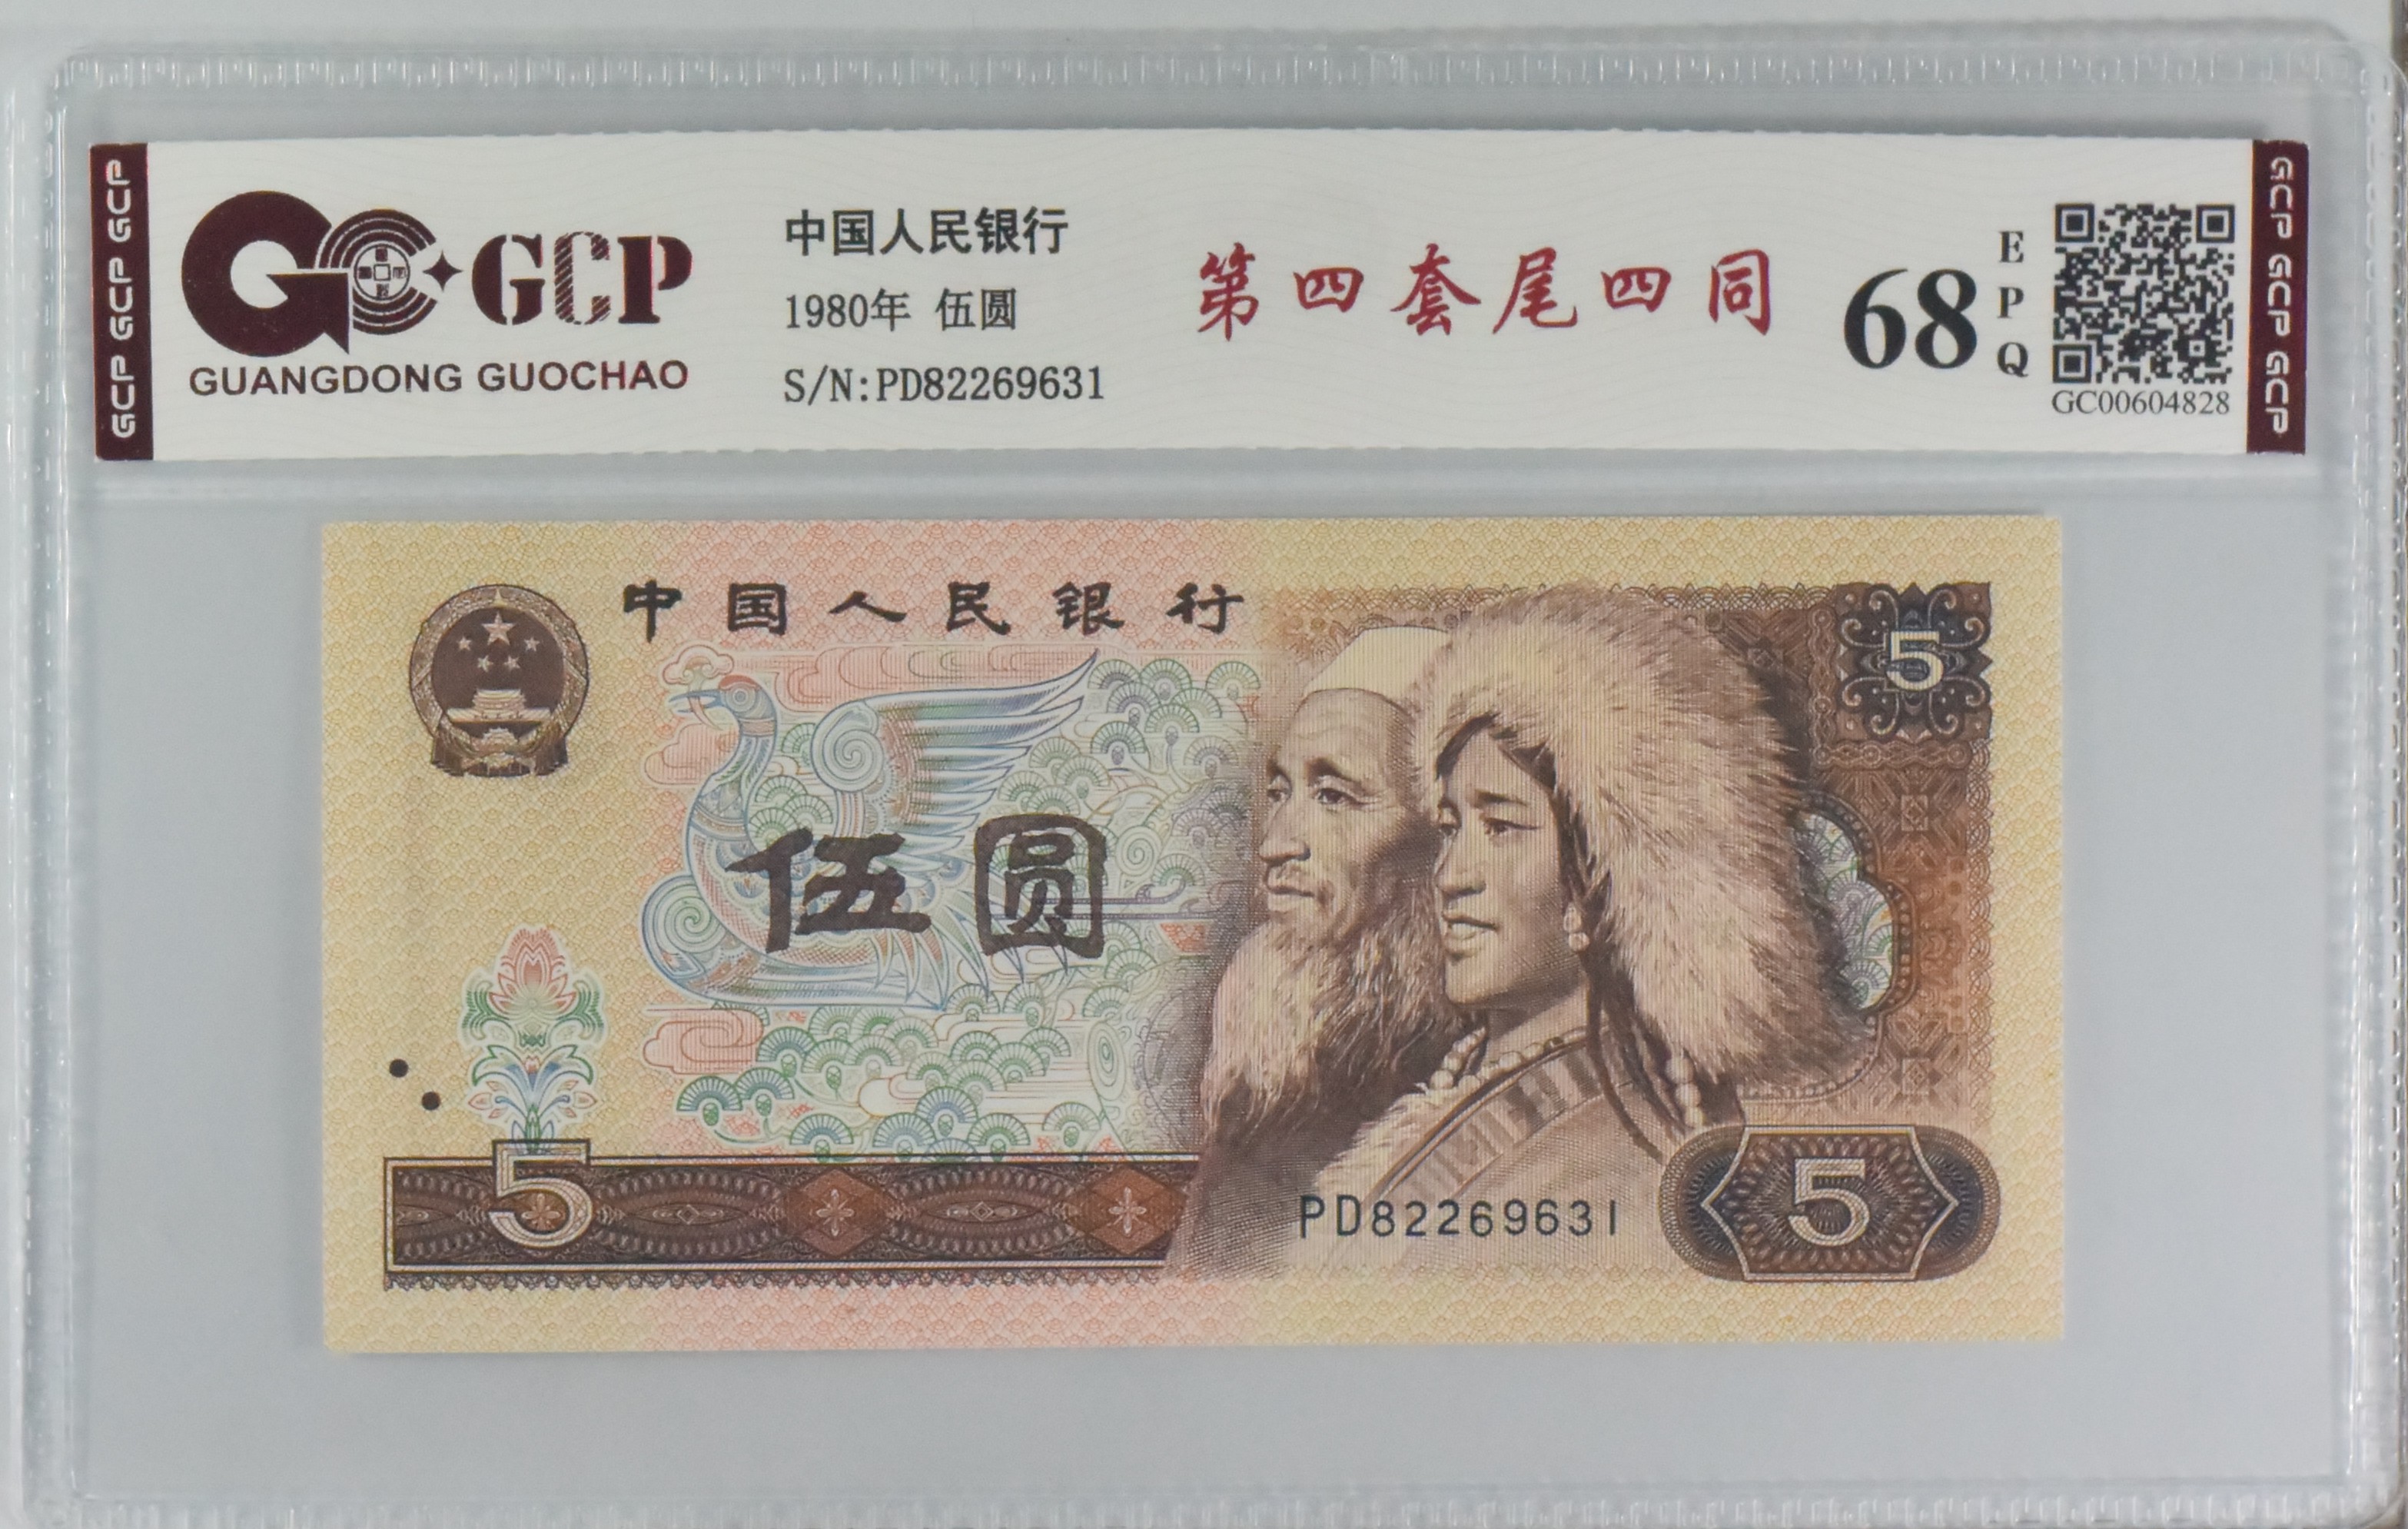 GCP GCP GCP
GCP
GUANGDONG GUOCHAO
中国人民银行
1980年 伍圆
S/N:PD82269631
第四套尾四同
68
EPQ
GC00604828
GCP GCP GCP
中国人民银行
5
伍圆
5
PD82269631
5